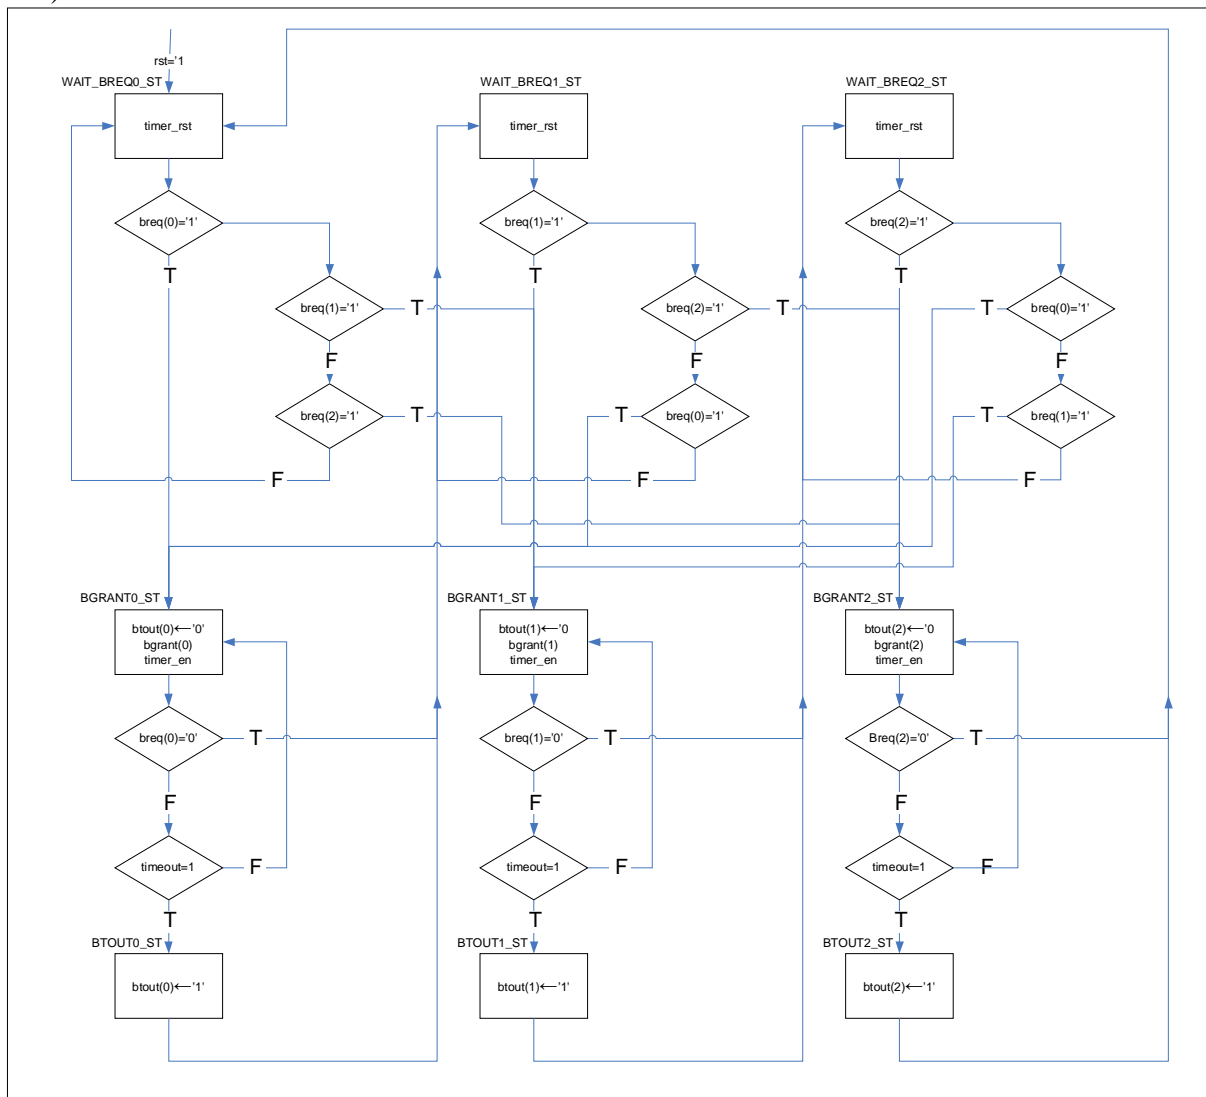 rst='1
WAIT_BREQ0_ST
WAIT_BREQ1_ST
WAIT_BREQ2_ST
timer_rst
timer_rst
timer_rst
breq(0)='1'
breq(1)='1'
breq(2)='1'
T
T
T
breq(1)='1'
T
breq(2)='1'
T
T
breq(0)='1'
F
F
F
breq(2)='1'
T
T
breq(0)='1'
T
breq(1)='1'
F
F
F
BGRANT0_ST
BGRANT1_ST
BGRANT2_ST
btout(0)←'0'
bgrant(0)
timer_en
btout(1)←'0
bgrant(1)
timer_en
btout(2)←'0
bgrant(2)
timer_en
breq(0)='0'
T
breq(1)='0'
T
Breq(2)='0'
T
F
F
F
timeout=1
F
timeout=1
F
timeout=1
F
T
T
T
BTOUT0_ST
BTOUT1_ST
BTOUT2_ST
btout(0)←'1'
btout(1)←'1'
btout(2)←'1'